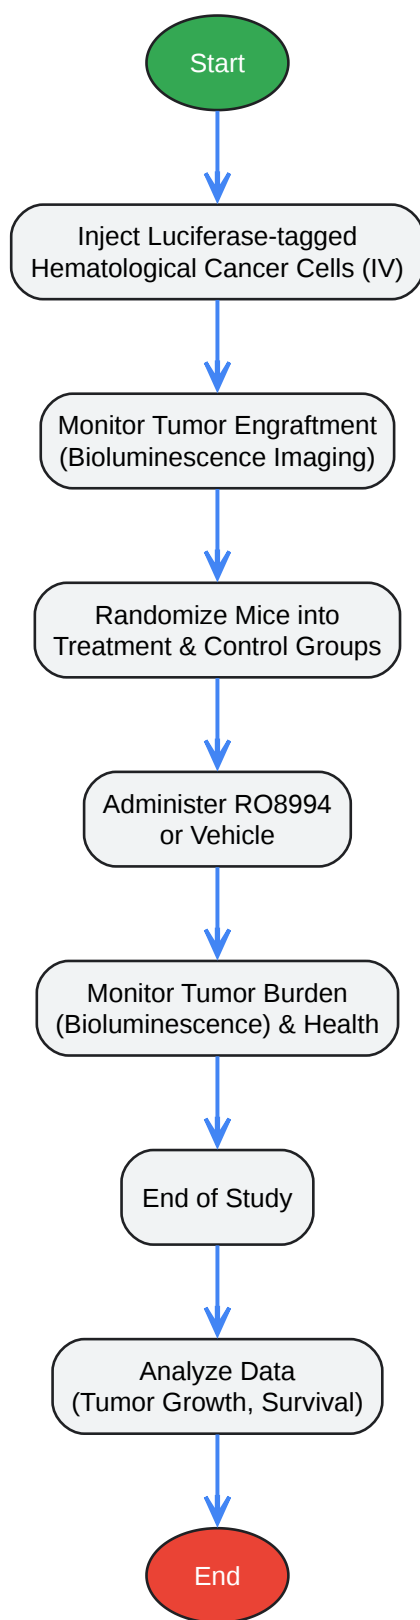 Start
Inject Luciferase-tagged
Hematological Cancer Cells (IV)
Monitor Tumor Engraftment
(Bioluminescence Imaging)
Randomize Mice into
Treatment & Control Groups
Administer RO8994
or Vehicle
Monitor Tumor Burden
(Bioluminescence) & Health
End of Study
Analyze Data
(Tumor Growth, Survival)
End